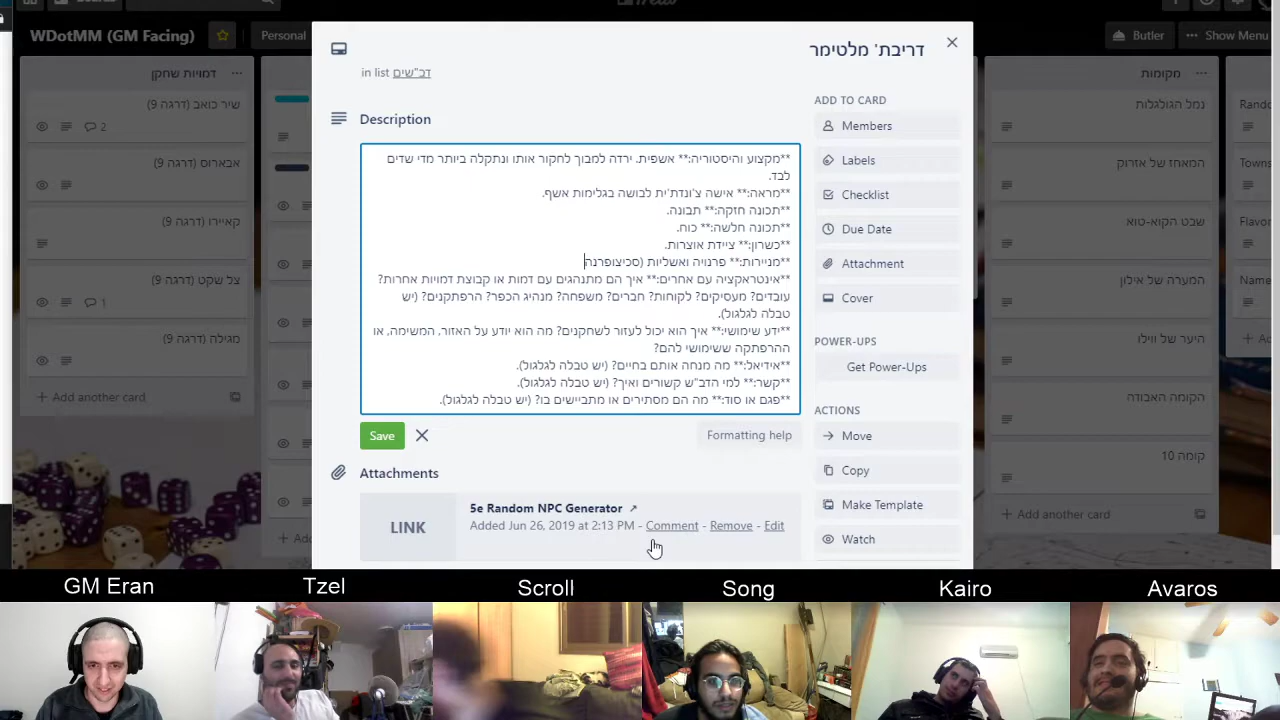 WDotMM (GM Facing)
Personal
Butler
Show Menu
דמויות שחקן
שיר כואב (דרגה 9)
2
אבארוס (דרגה 9)
קאיירו (דרגה 9)
צל שקט (דרגה 9)
1
מגילה (דרגה 9)
+ Add another card
דריבת' מלטימר
in list דב"שים
Description
**מקצוע והיסטוריה:** אשפית. ירדה למבוך לחקור אותו ונתקלה ביותר מדי שדים
לבד.
**מראה:** אישה צ'ונדת'ית לבושה בגלימות אשף.
**תכונה חזקה:** תבונה.
**תכונה חלשה:** כוח.
**כשרון:** ציידת אוצרות.
**מניירות:** פרנויה ואשליות (סכיצופרנה
**אינטראקציה עם אחרים:** איך הם מתנהגים עם דמות או קבוצת דמויות אחרות?
עובדים? מעסיקים? לקוחות? חברים? משפחה? מנהיג הכפר? הרפתקנים? (יש
טבלה לגלגול).
**ידע שימושי:** איך הוא יכול לעזור לשחקנים? מה הוא יודע על האזור, המשימה, או
ההרפתקה ששימושי להם?
**אידיאל:** מה מנחה אותם בחיים? (יש טבלה לגלגול).
**קשר:** למי הדב"ש קשורים ואיך? (יש טבלה לגלגול).
**פגם או סוד:** מה הם מסתירים או מתביישים בו? (יש טבלה לגלגול).
Save
Formatting help
Attachments
LINK
5e Random NPC Generator
Added Jun 26, 2019 at 2:13 PM - Comment - Remove - Edit
ADD TO CARD
Members
Labels
Checklist
Due Date
Attachment
Cover
POWER-UPS
Get Power-Ups
ACTIONS
Move
Copy
Make Template
Watch
מקומות
נמל הגולגלות
המאחז של אזרוק
שבט הקוא-טוא
המערה של אילון
היער של ווילו
הקומה האבודה
קומה 10
+ Add another card
Towns
Flavor
GM Eran
Tzel
Scroll
Song
Kairo
Avaros